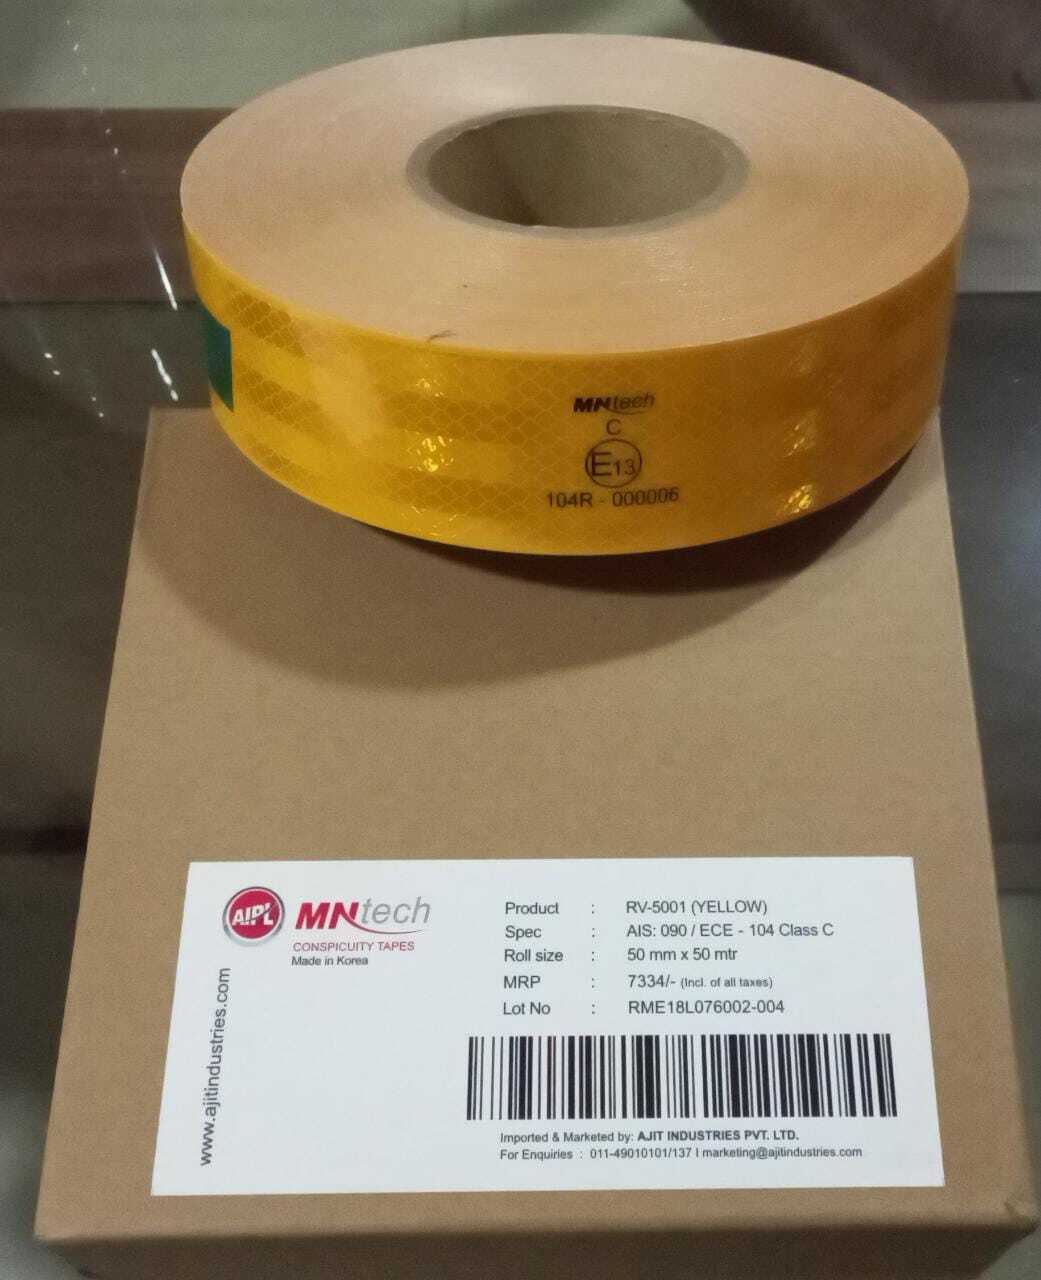 MNtech
C
E13
104R - 000006
AIPL MNtech
CONSPICUITY TAPES
Made in Korea
www.ajitindustries.com
Product : RV-5001 (YELLOW)
Spec : AIS: 090 / ECE - 104 Class C
Roll size : 50 mm x 50 mtr
MRP : 7334/- (Incl. of all taxes)
Lot No : RME18L076002-004
Imported & Marketed by: AJIT INDUSTRIES PVT. LTD.
For Enquiries : 011-49010101/137 I marketing@ajitindustries.com